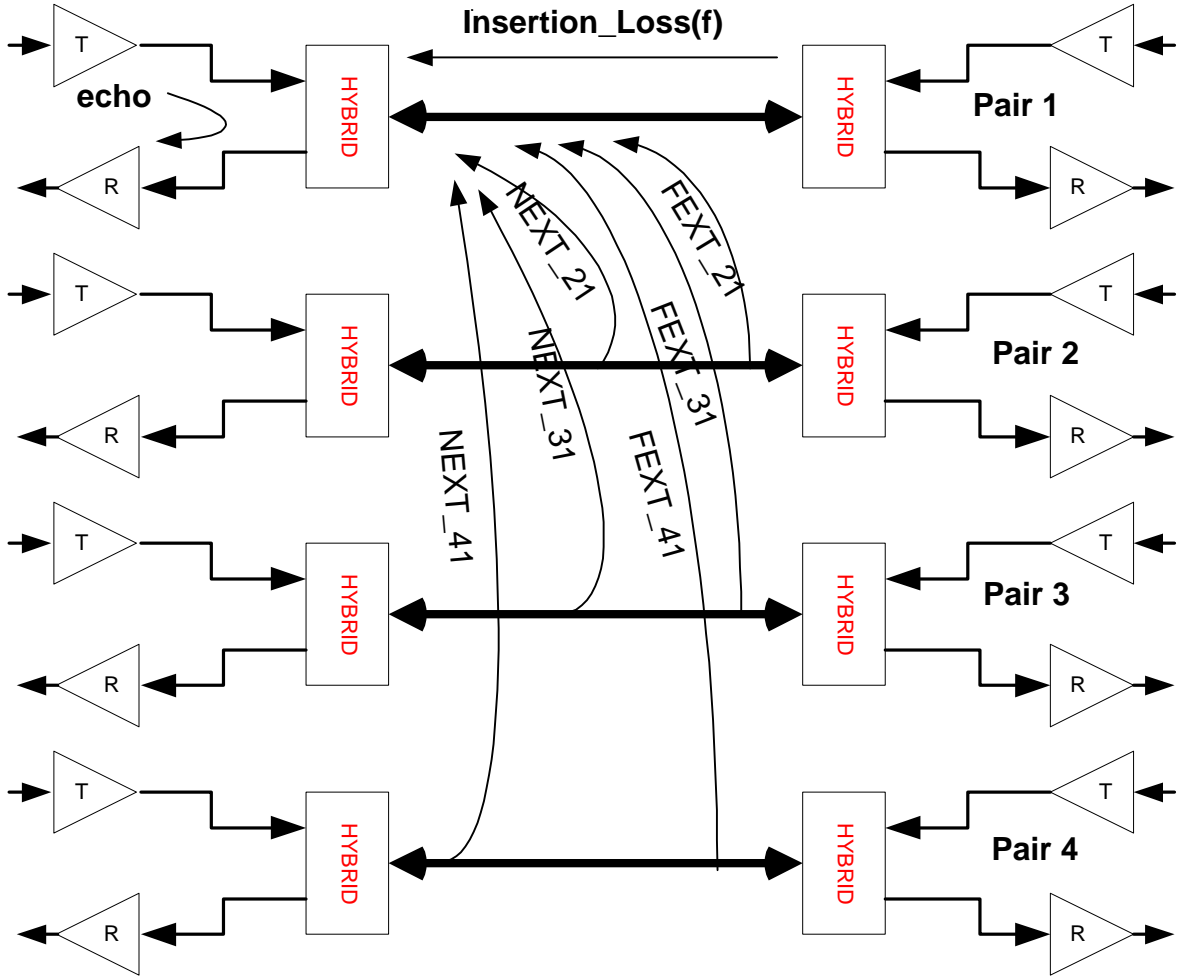 Insertion_Loss(f)
T
T
echo
HYBRID
HYBRID
Pair 1
R
R
NEXT_21
FEXT_21
T
T
HYBRID
HYBRID
Pair 2
NEXT_31
FEXT_31
R
R
NEXT_41
FEXT_41
T
T
HYBRID
HYBRID
Pair 3
R
R
T
T
HYBRID
HYBRID
Pair 4
R
R